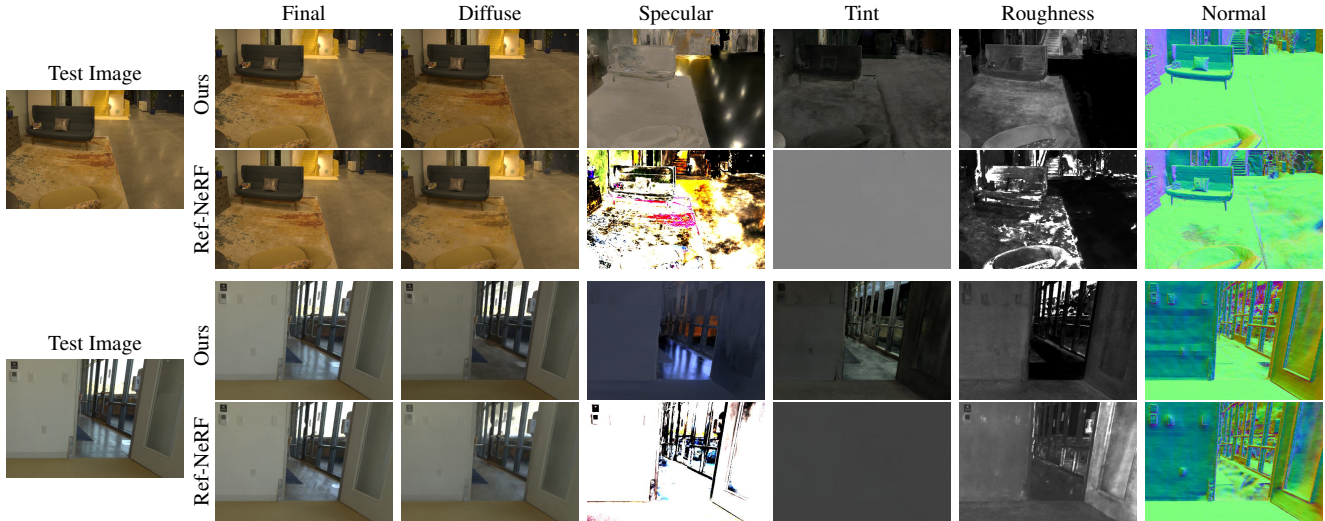 Final Diffuse Specular Tint Roughness Normal
Test Image
Ours
Ref-NeRF
Test Image
Ours
Ref-NeRF